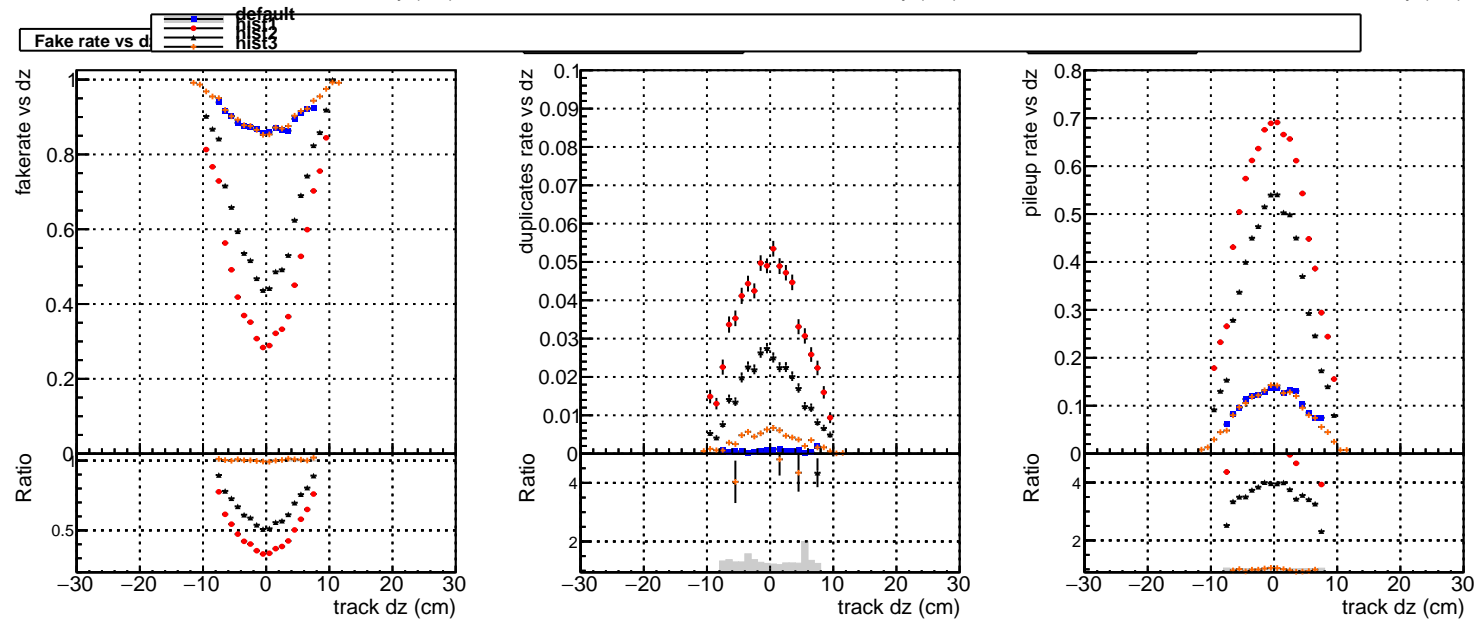 default
hist1
hist2
hist3
Fake rate vs dz
fakerate vs dz
1
0.8
0.6
0.4
0.2
0
Ratio
1
0.5
−30 −20 −10 0 10 20 30
track dz (cm)
duplicates rate vs dz
0.1
0.09
0.08
0.07
0.06
0.05
0.04
0.03
0.02
0.01
0
Ratio
4
2
−30 −20 −10 0 10 20 30
track dz (cm)
pileup rate vs dz
0.8
0.7
0.6
0.5
0.4
0.3
0.2
0.1
0
Ratio
4
2
−30 −20 −10 0 10 20 30
track dz (cm)